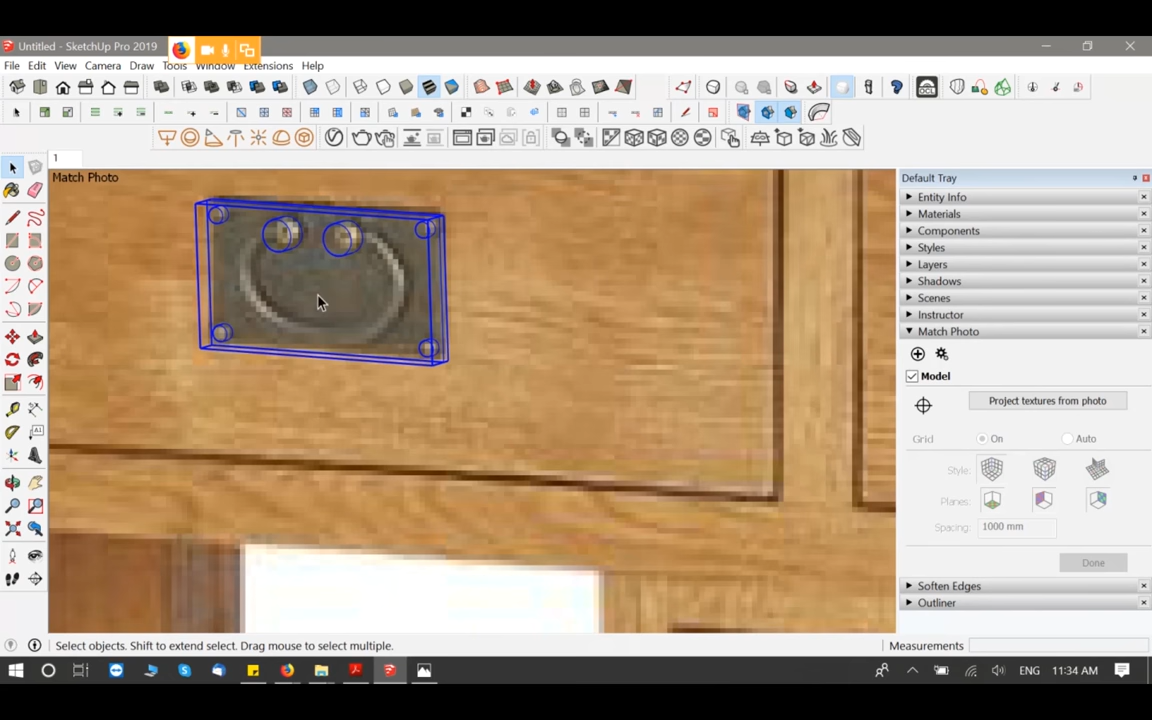 Untitled - SketchUp Pro 2019
File Edit View Camera Draw Tools Window Extensions Help
1
Match Photo
Default Tray
Entity Info
Materials
Components
Styles
Layers
Shadows
Scenes
Instructor
Match Photo
Model
Project textures from photo
Grid On Auto
Style:
Planes:
Spacing: 1000 mm
Done
Soften Edges
Outliner
Select objects. Shift to extend select. Drag mouse to select multiple.
Measurements
ENG 11:34 AM